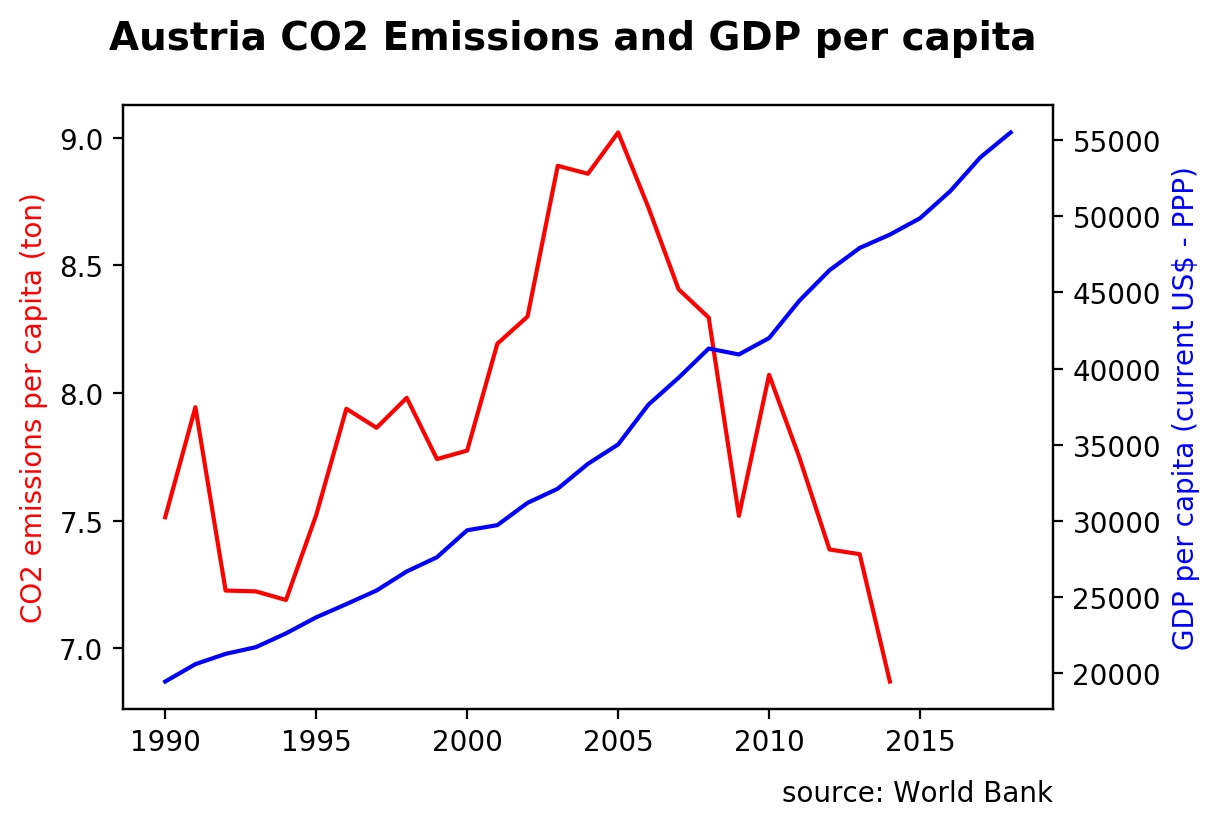 Austria CO2 Emissions and GDP per capita
CO2 emissions per capita (ton)
9.0
8.5
8.0
7.5
7.0
55000
50000
45000
40000
35000
30000
25000
20000
GDP per capita (current US$ - PPP)
1990 1995 2000 2005 2010 2015
source: World Bank